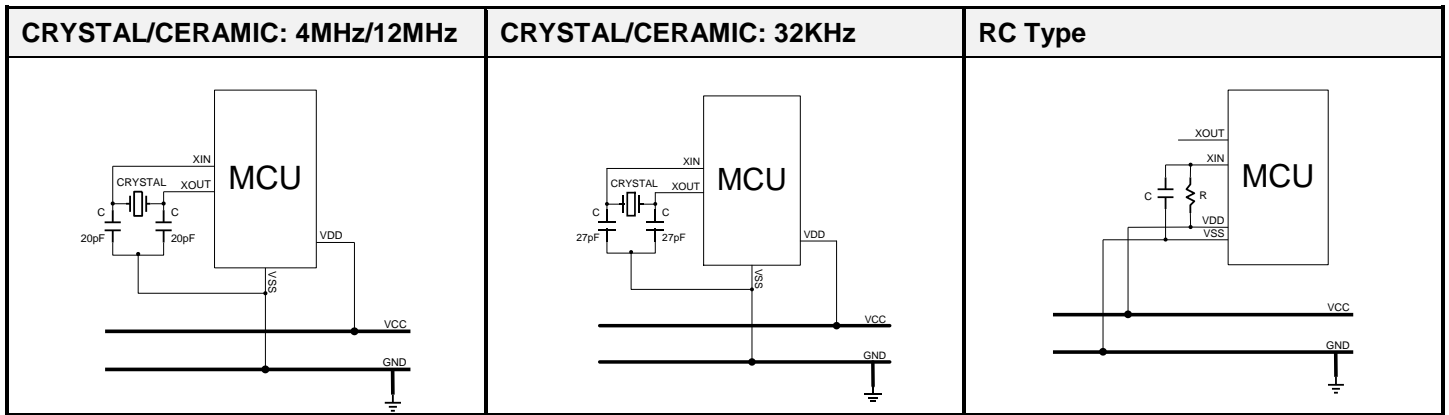 CRYSTAL/CERAMIC: 4MHz/12MHz
XIN
MCU
CRYSTAL
XOUT
C
C
20pF
20pF
VDD
VSS
VCC
GND
CRYSTAL/CERAMIC: 32KHz
XIN
MCU
CRYSTAL
XOUT
C
C
27pF
27pF
VDD
VSS
VCC
GND
RC Type
XOUT
XIN
MCU
C
R
VDD
VSS
VCC
GND